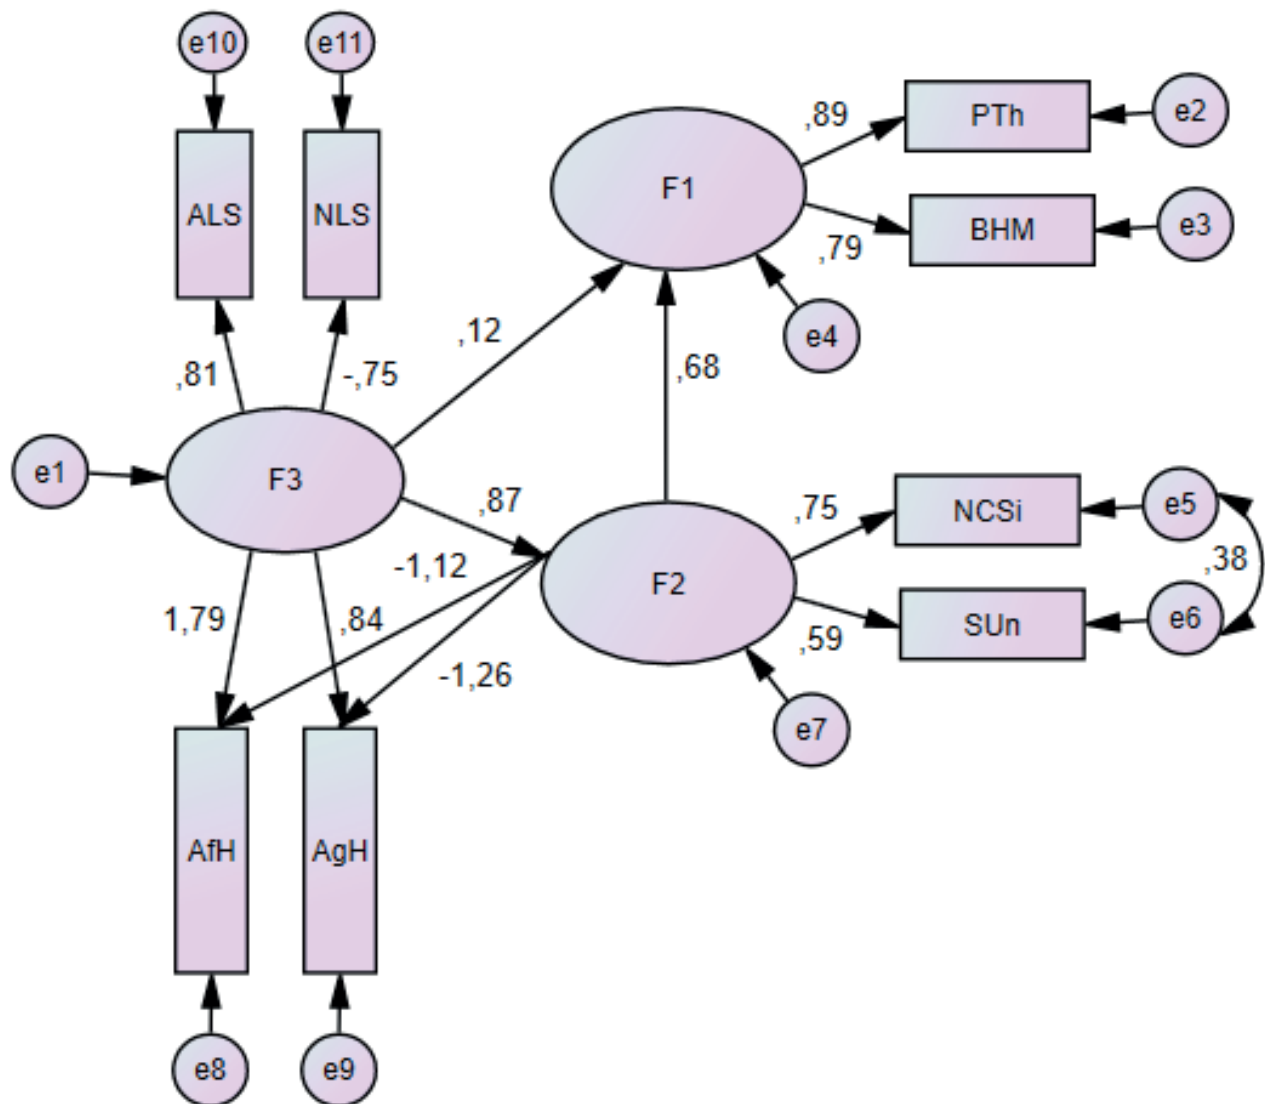 e10
e11
ALS
NLS
,89
PTh
e2
F1
BHM
e3
,79
,12
e4
,81
-,75
,68
e1
F3
,87
,75
NCSi
e5
-1,12
F2
,38
1,79
,84
,59
SUn
e6
-1,26
e7
AfH
AgH
e8
e9